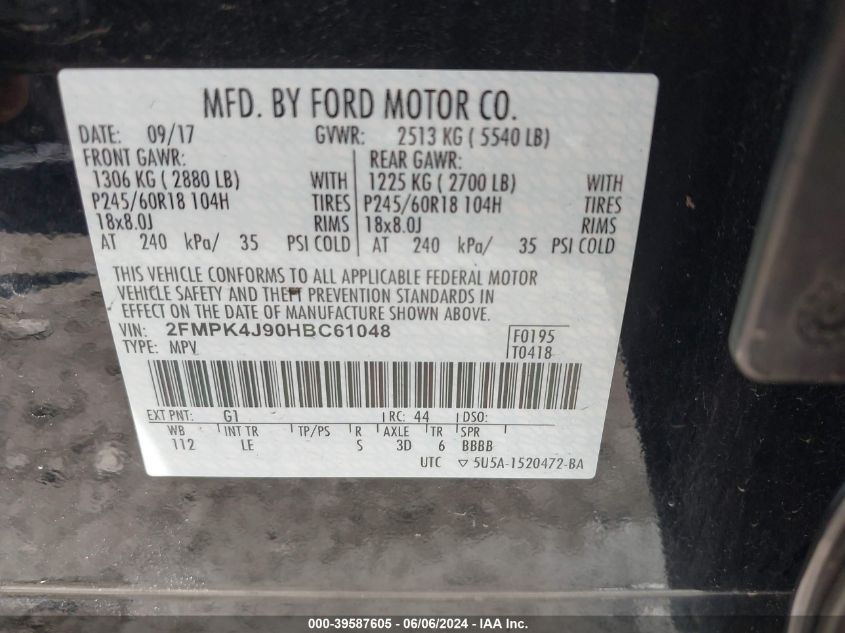 MFD. BY FORD MOTOR CO.
DATE: 09/17 GVWR: 2513 KG ( 5540 LB)
FRONT GAWR: REAR GAWR:
1306 KG ( 2880 LB) WITH 1225 KG ( 2700 LB) WITH
P245/60R18 104H TIRES P245/60R18 104H TIRES
18x8.0J RIMS 18x8.0J RIMS
AT 240 kPa/ 35 PSI COLD AT 240 kPa/ 35 PSI COLD
THIS VEHICLE CONFORMS TO ALL APPLICABLE FEDERAL MOTOR
VEHICLE SAFETY AND THEFT PREVENTION STANDARDS IN
EFFECT ON THE DATE OF MANUFACTURE SHOWN ABOVE.
VIN: 2FMPK4J90HBC61048 F0195
TYPE: MPV T0418
EXT PNT: G1 RC: 44 DSO:
WB INT TR TP/PS R AXLE TR SPR
112 LE S 3D 6 BBBB
UTC ▽ 5U5A-1520472-BA
000-39587605 - 06/06/2024 - IAAI.com